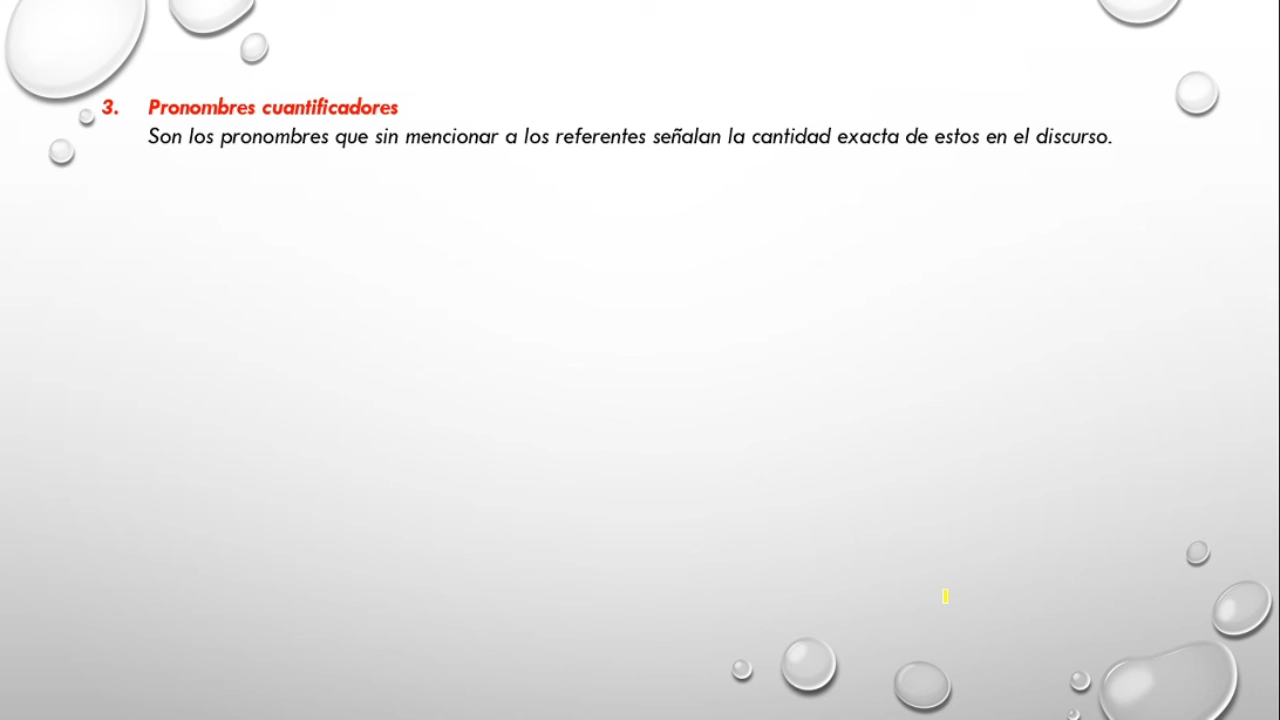 3. Pronombres cuantificadores
Son los pronombres que sin mencionar a los referentes señalan la cantidad exacta de estos en el discurso.